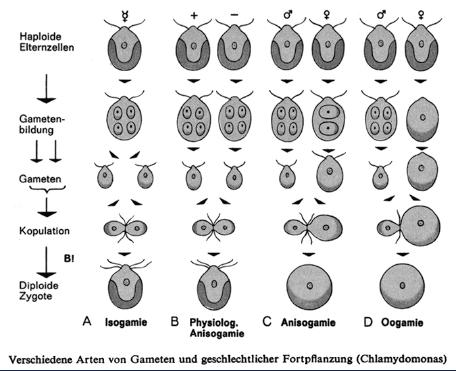 ☿ + − ♂ ♀ ♂ ♀
Haploide
Elternzellen
Gameten-
bildung
Gameten
Kopulation
B!
Diploide
Zygote
A Isogamie
B Physiolog.
Anisogamie
C Anisogamie
D Oogamie
Verschiedene Arten von Gameten und geschlechtlicher Fortpflanzung (Chlamydomonas)